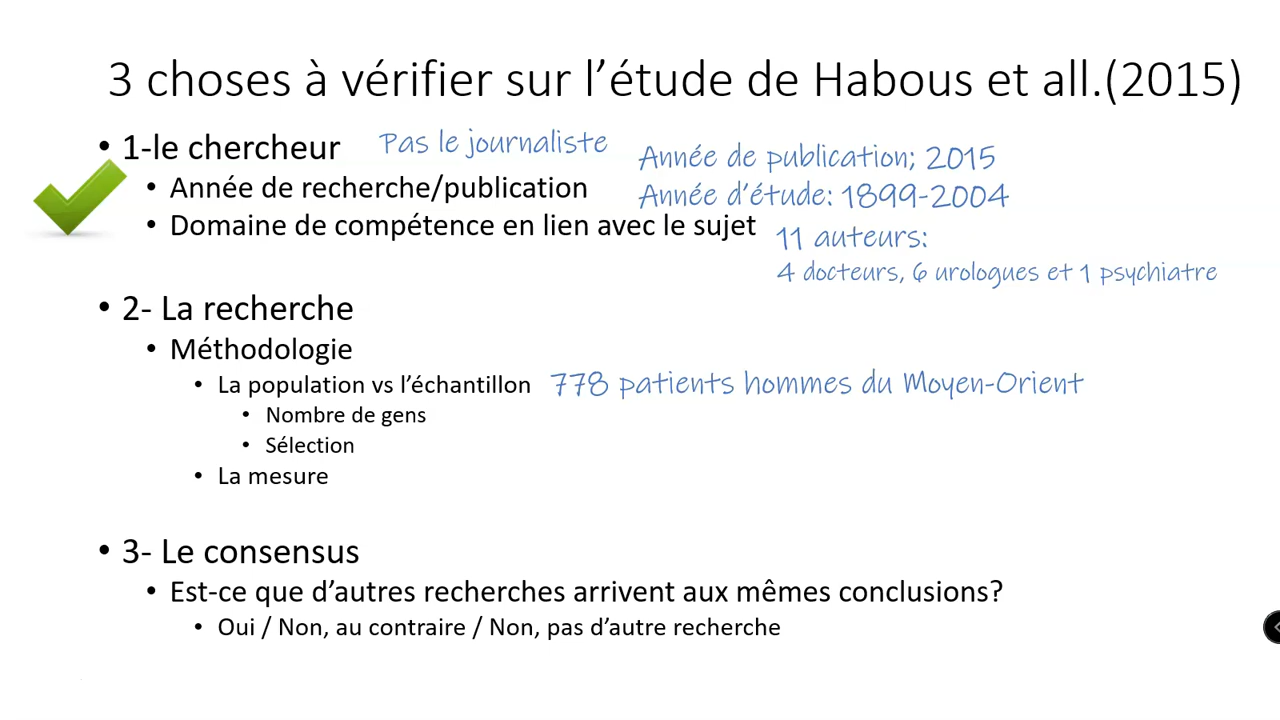 3 choses à vérifier sur l'étude de Habous et all.(2015)
• 1-le chercheur Pas le journaliste
Année de publication; 2015
• Année de recherche/publication
Année d'étude: 1899-2004
• Domaine de compétence en lien avec le sujet
11 auteurs:
4 docteurs, 6 urologues et 1 psychiatre
• 2- La recherche
• Méthodologie
• La population vs l'échantillon 778 patients hommes du Moyen-Orient
• Nombre de gens
• Sélection
• La mesure
• 3- Le consensus
• Est-ce que d'autres recherches arrivent aux mêmes conclusions?
• Oui / Non, au contraire / Non, pas d'autre recherche